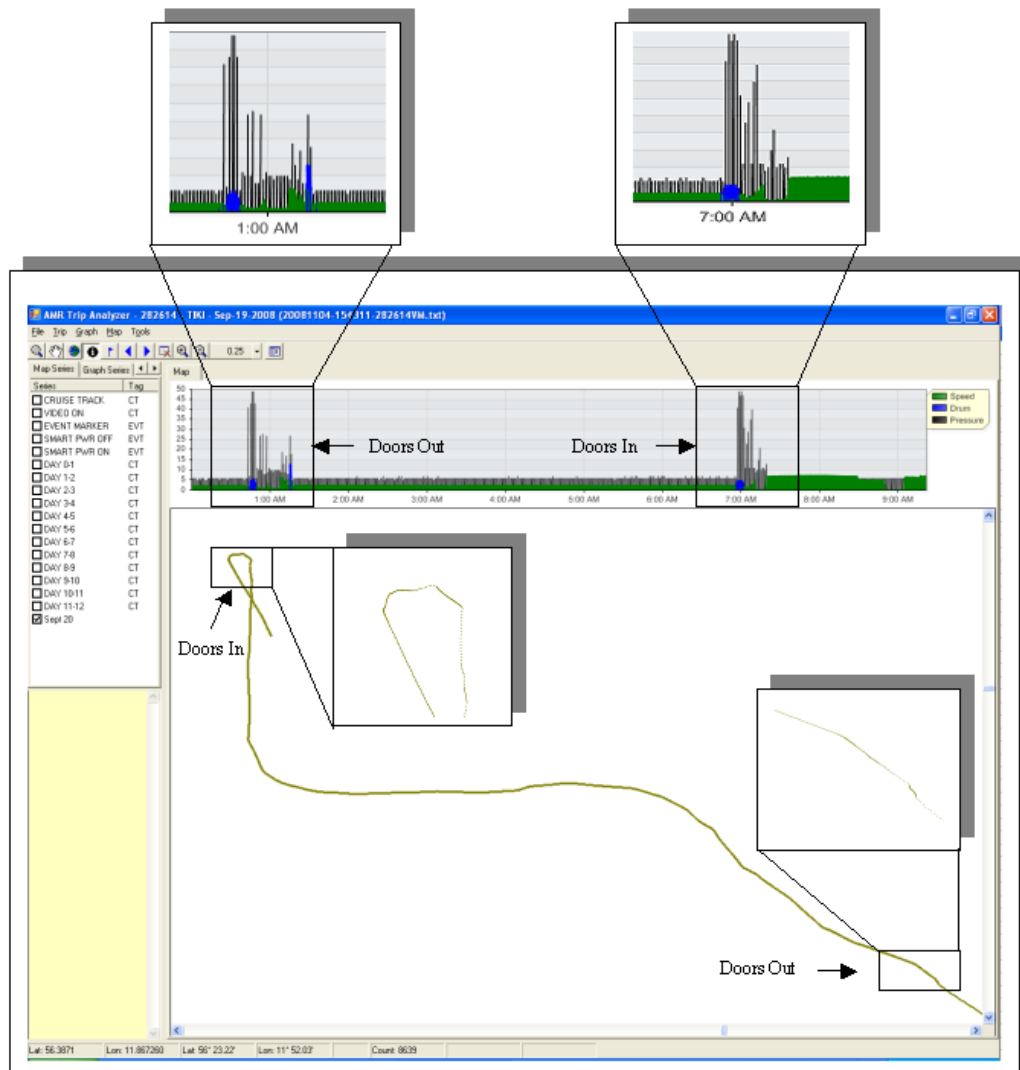 1:00 AM
7:00 AM
AMR Trip Analyzer - 282614 - TIKI - Sep-19-2008 (20081104-154311-282614VM.txt)
File Trip Graph Map Tools
0.25
Map Series Graph Series
Map
Series Tag
CRUISE TRACK CT
VIDEO ON CT
EVENT MARKER EVT
SMART PWR OFF EVT
SMART PWR ON EVT
DAY 0-1 CT
DAY 1-2 CT
DAY 2-3 CT
DAY 3-4 CT
DAY 4-5 CT
DAY 5-6 CT
DAY 6-7 CT
DAY 7-8 CT
DAY 8-9 CT
DAY 9-10 CT
DAY 10-11 CT
DAY 11-12 CT
Sept 20
50
45
40
35
30
25
20
15
10
5
0
Doors Out
Doors In
Speed
Drum
Pressure
1:00 AM 2:00 AM 3:00 AM 4:00 AM 5:00 AM 6:00 AM 7:00 AM 8:00 AM 9:00 AM
Doors In
Doors Out
Lat: 56.3871 Lon: 11.867260 Lat: 56° 23.22' Lon: 11° 52.03' Count: 8639